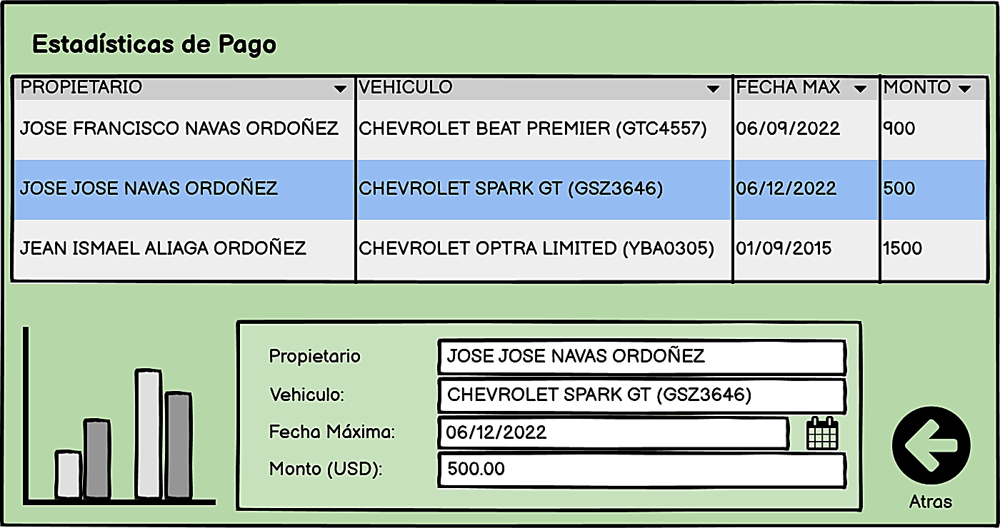 Estadísticas de Pago
PROPIETARIO VEHICULO FECHA MAX MONTO
JOSE FRANCISCO NAVAS ORDOÑEZ CHEVROLET BEAT PREMIER (GTC4557) 06/09/2022 900
JOSE JOSE NAVAS ORDOÑEZ CHEVROLET SPARK GT (GSZ3646) 06/12/2022 500
JEAN ISMAEL ALIAGA ORDOÑEZ CHEVROLET OPTRA LIMITED (YBA0305) 01/09/2015 1500
Propietario JOSE JOSE NAVAS ORDOÑEZ
Vehiculo: CHEVROLET SPARK GT (GSZ3646)
Fecha Máxima: 06/12/2022
Monto (USD): 500.00
Atras